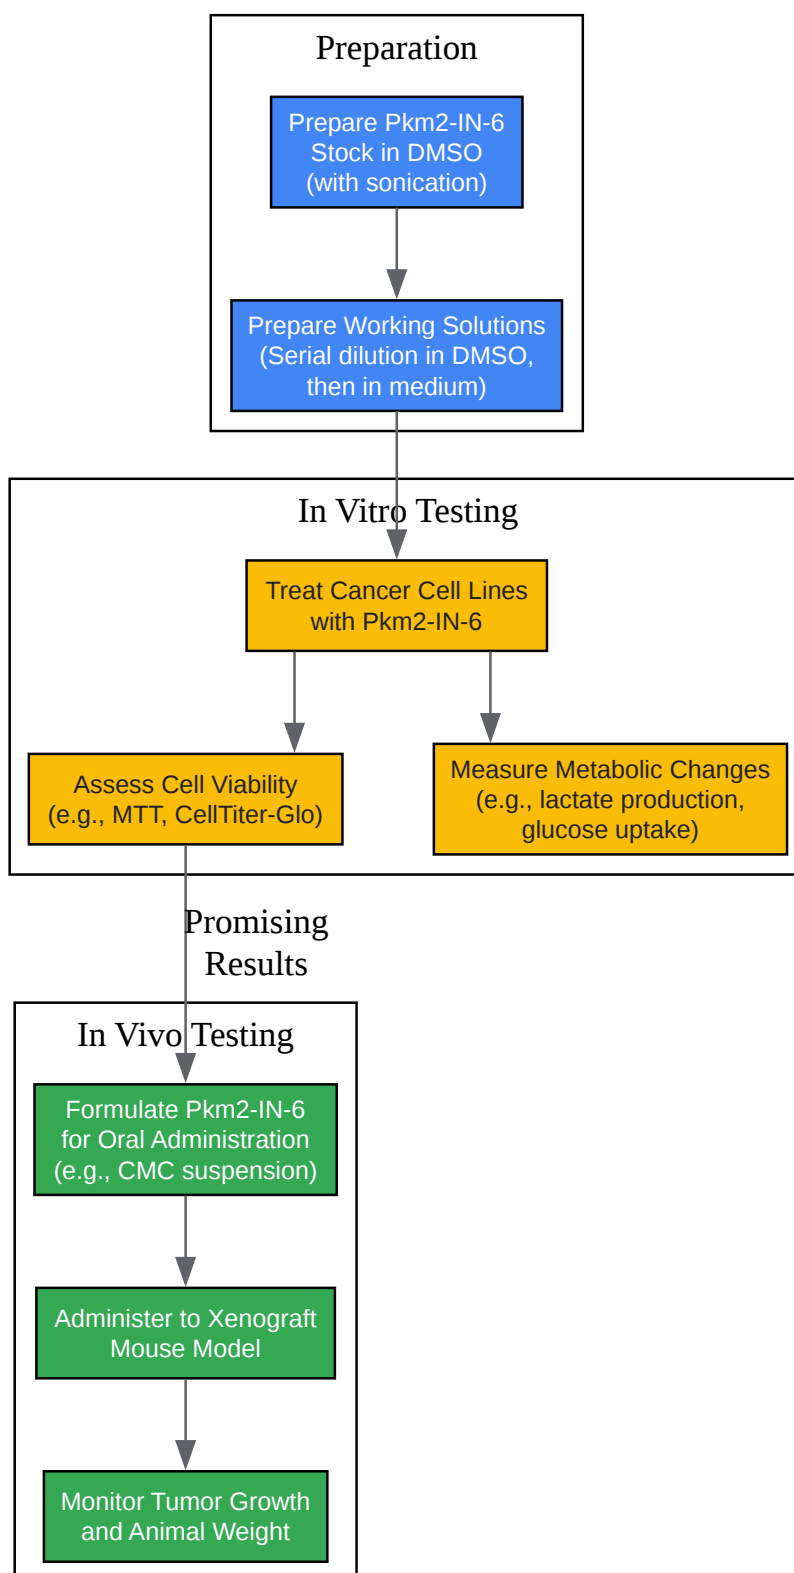 Preparation
Prepare Pkm2-IN-6
Stock in DMSO
(with sonication)
Prepare Working Solutions
(Serial dilution in DMSO,
then in medium)
In Vitro Testing
Treat Cancer Cell Lines
with Pkm2-IN-6
Assess Cell Viability
(e.g., MTT, CellTiter-Glo)
Measure Metabolic Changes
(e.g., lactate production,
glucose uptake)
Promising
Results
In Vivo Testing
Formulate Pkm2-IN-6
for Oral Administration
(e.g., CMC suspension)
Administer to Xenograft
Mouse Model
Monitor Tumor Growth
and Animal Weight